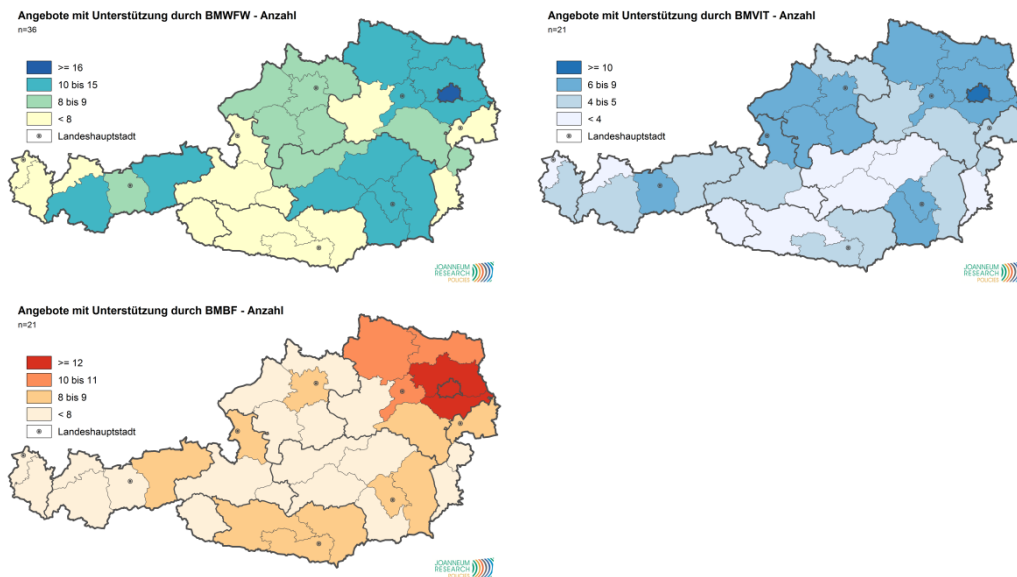 Angebote mit Unterstützung durch BMWFW - Anzahl
n=36
>= 16
10 bis 15
8 bis 9
< 8
Landeshauptstadt
JOANNEUM
RESEARCH
POLICIES
Angebote mit Unterstützung durch BMVIT - Anzahl
n=21
>= 10
6 bis 9
4 bis 5
< 4
Landeshauptstadt
JOANNEUM
RESEARCH
POLICIES
Angebote mit Unterstützung durch BMBF - Anzahl
n=21
>= 12
10 bis 11
8 bis 9
< 8
Landeshauptstadt
JOANNEUM
RESEARCH
POLICIES